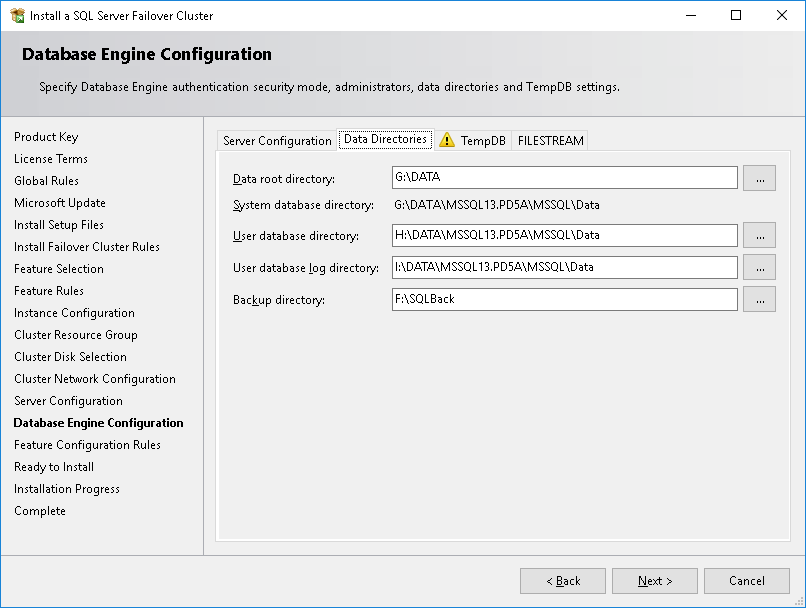 Install a SQL Server Failover Cluster
Database Engine Configuration
Specify Database Engine authentication security mode, administrators, data directories and TempDB settings.
Product Key
License Terms
Global Rules
Microsoft Update
Install Setup Files
Install Failover Cluster Rules
Feature Selection
Feature Rules
Instance Configuration
Cluster Resource Group
Cluster Disk Selection
Cluster Network Configuration
Server Configuration
Database Engine Configuration
Feature Configuration Rules
Ready to Install
Installation Progress
Complete
Server Configuration Data Directories TempDB FILESTREAM
Data root directory: G:\DATA ...
System database directory: G:\DATA\MSSQL13.PD5A\MSSQL\Data
User database directory: H:\DATA\MSSQL13.PD5A\MSSQL\Data ...
User database log directory: I:\DATA\MSSQL13.PD5A\MSSQL\Data ...
Backup directory: F:\SQLBack ...
< Back Next > Cancel